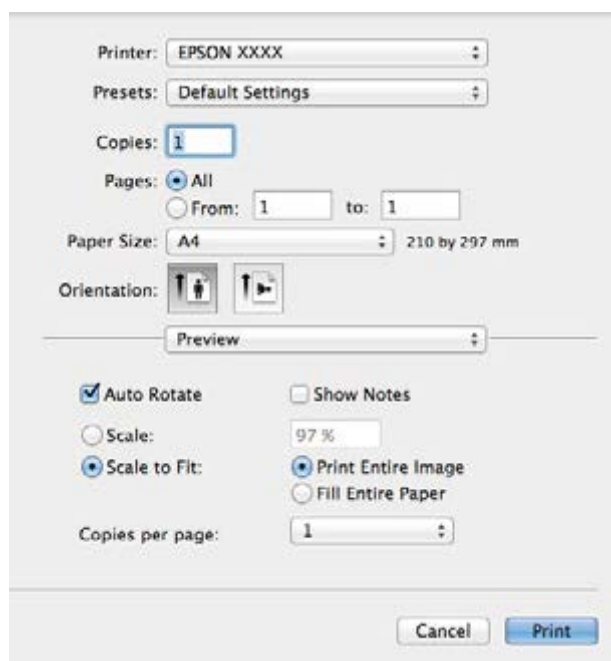 Printer: EPSON XXXX
Presets: Default Settings
Copies: 1
Pages: All
From: 1 to: 1
Paper Size: A4 210 by 297 mm
Orientation:
Preview
Auto Rotate Show Notes
Scale: 97 %
Scale to Fit: Print Entire Image
Fill Entire Paper
Copies per page: 1
Cancel Print